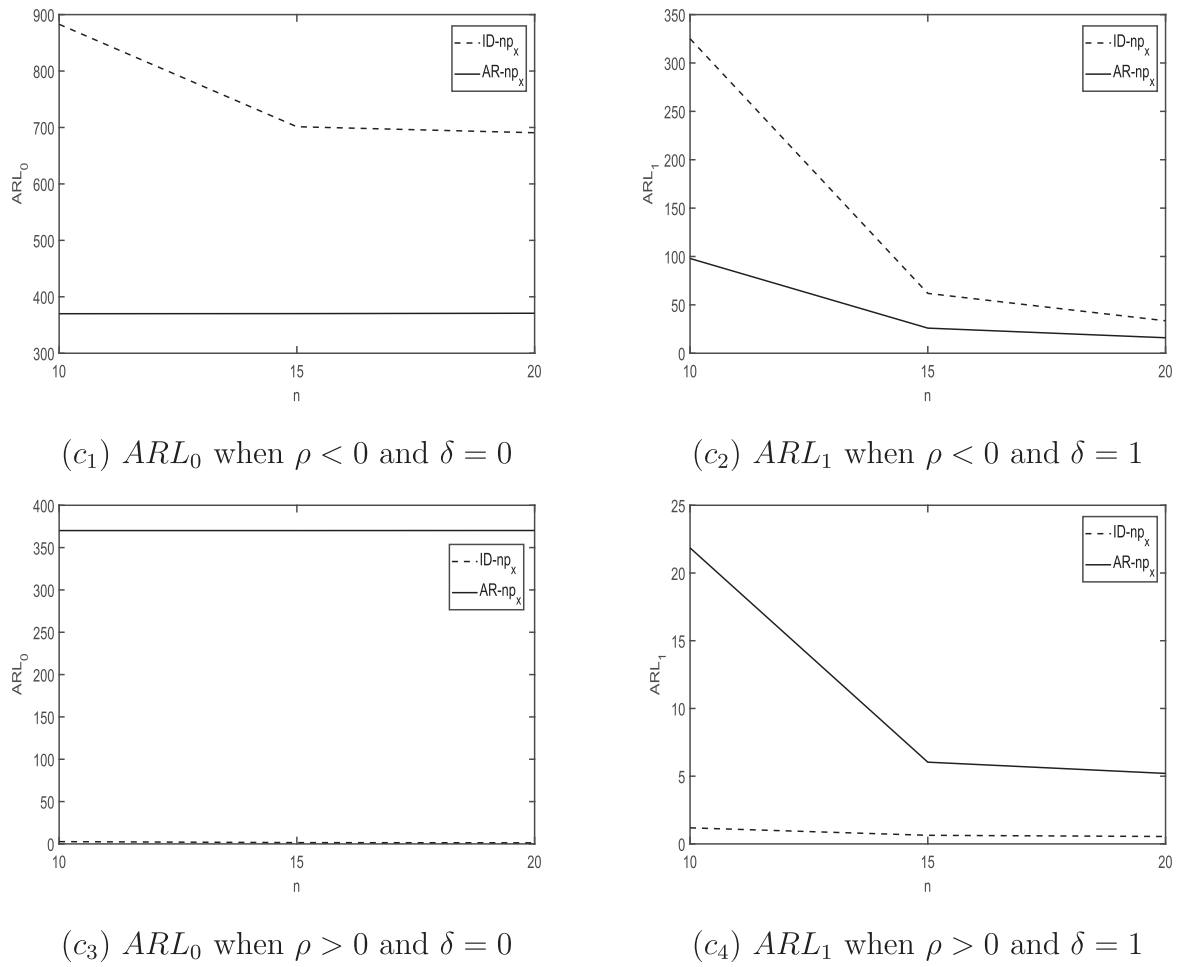 900
800
700
600
500
400
300
ARL0
10
15
20
n
ID-npx
AR-npx
(c1) ARL0 when ρ < 0 and δ = 0
350
300
250
200
150
100
50
0
ARL1
10
15
20
n
ID-npx
AR-npx
(c2) ARL1 when ρ < 0 and δ = 1
400
350
300
250
200
150
100
50
0
ARL0
10
15
20
n
ID-npx
AR-npx
(c3) ARL0 when ρ > 0 and δ = 0
25
20
15
10
5
0
ARL1
10
15
20
n
ID-npx
AR-npx
(c4) ARL1 when ρ > 0 and δ = 1